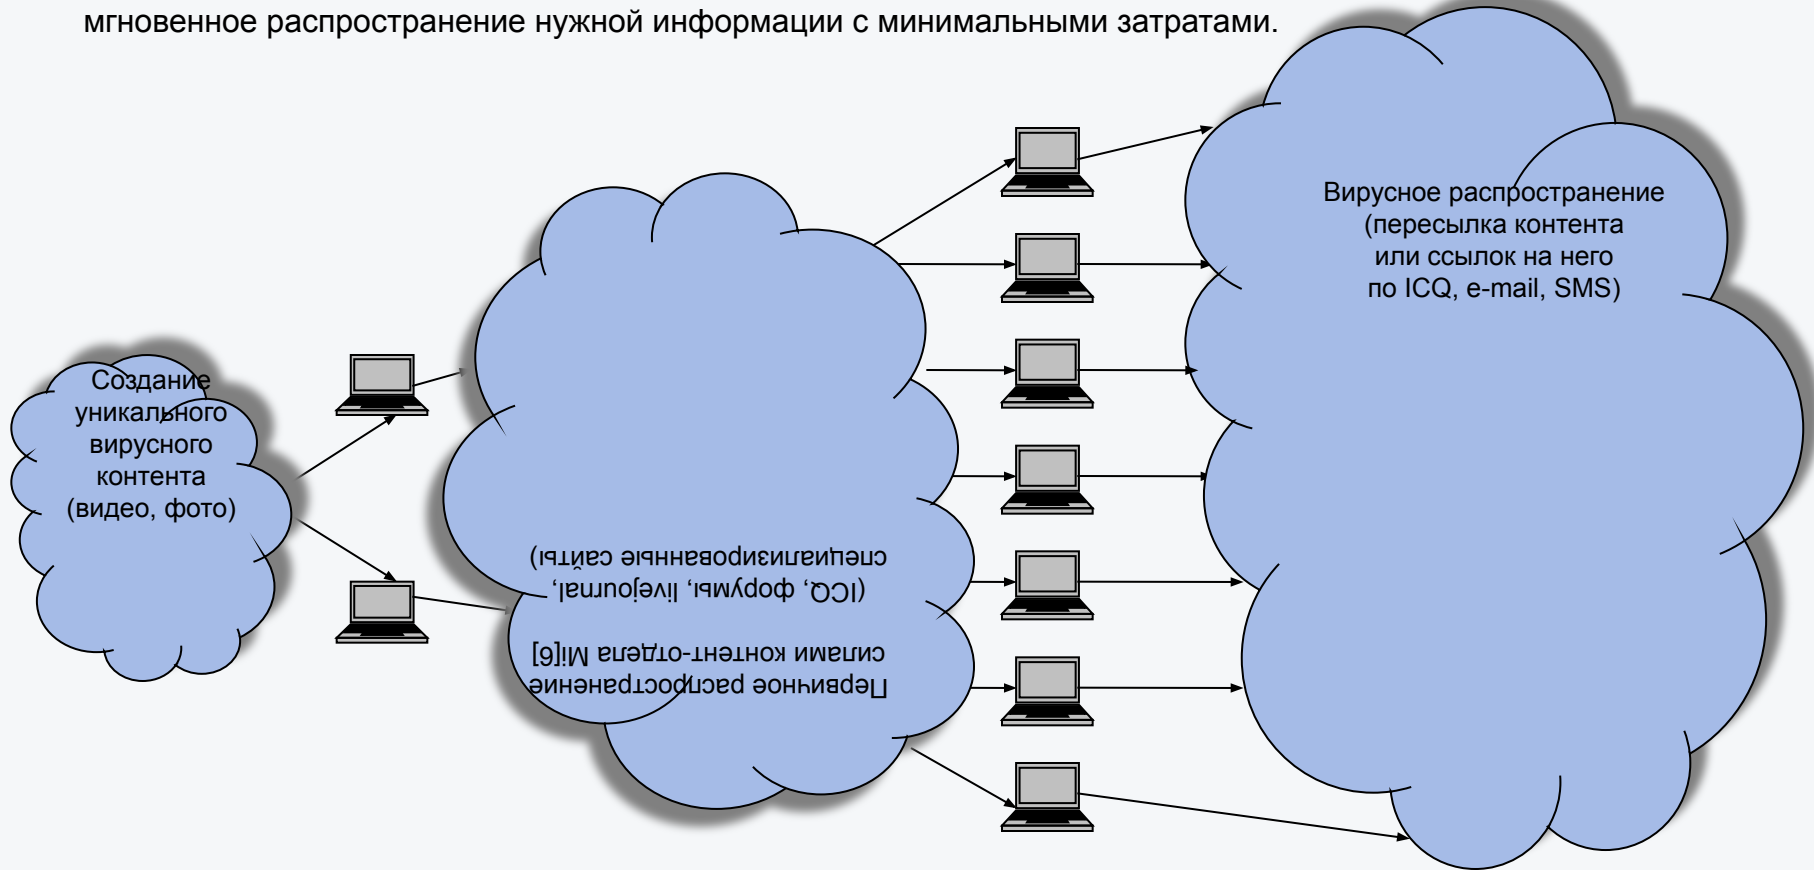 мгновенное распространение нужной информации с минимальными затратами.
Создание
уникального
вирусного
контента
(видео, фото)
Первичное распространение
силами контент-отдела Mi[6]
(ICQ, форумы, livejournal,
специализированные сайты)
Вирусное распространение
(пересылка контента
или ссылок на него
по ICQ, e-mail, SMS)